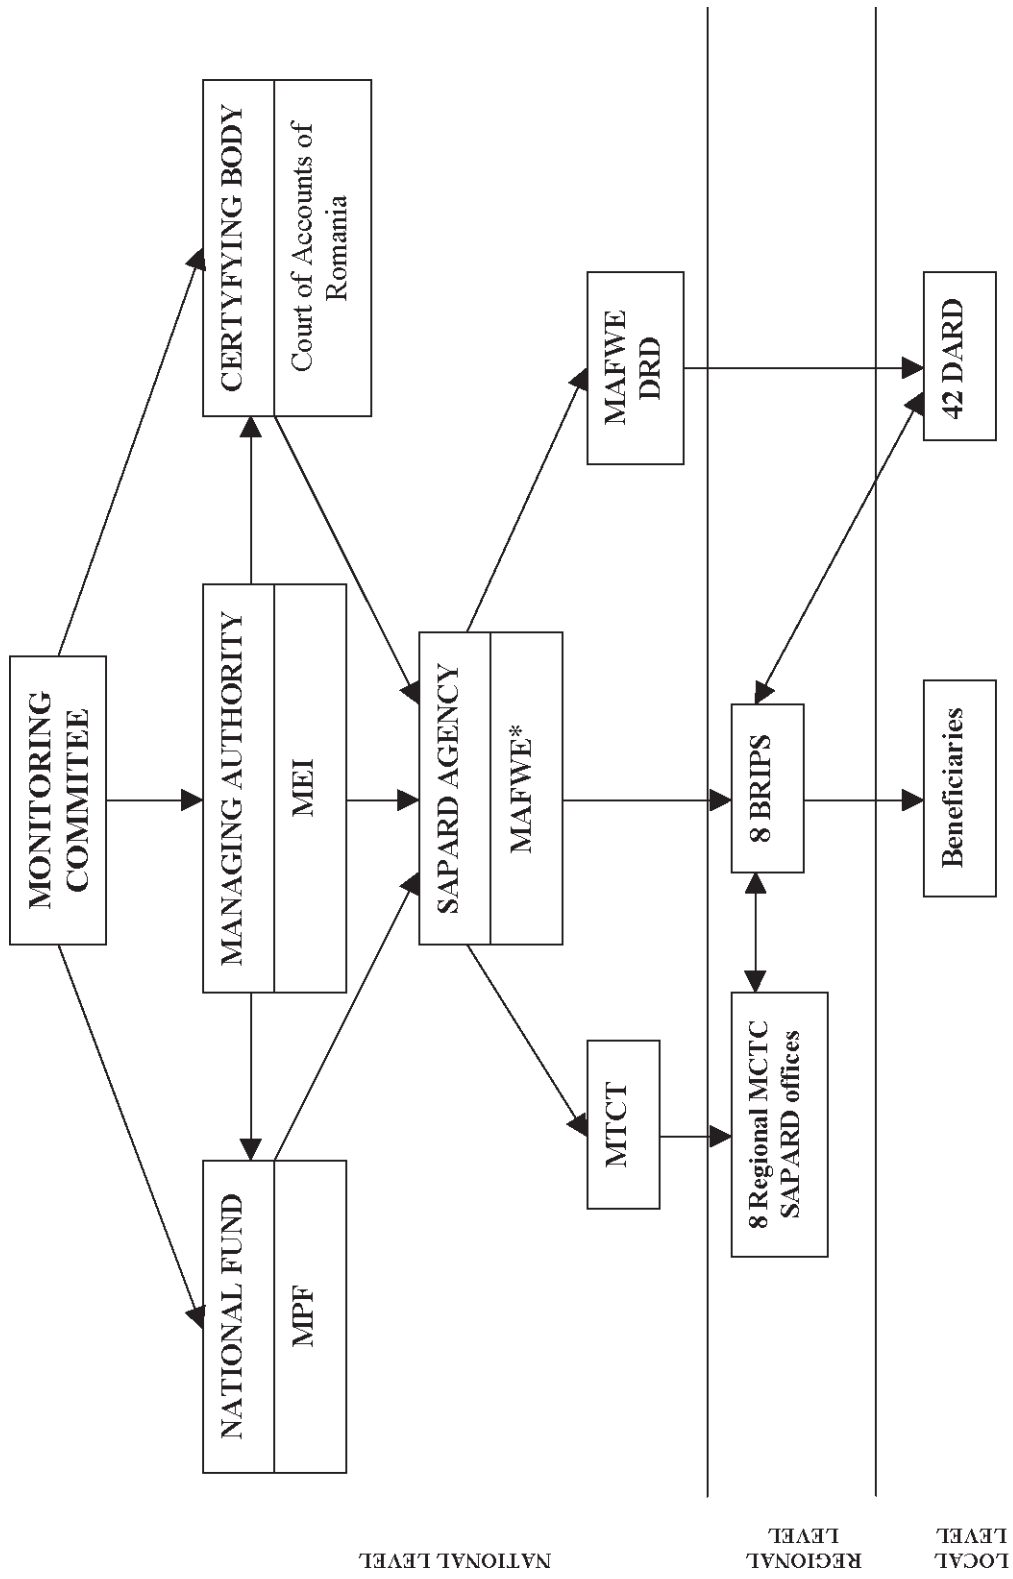 MONITORING
COMMITEE
NATIONAL FUND
MPF
MANAGING AUTHORITY
MEI
CERTYFYING BODY
Court of Accounts of
Romania
SAPARD AGENCY
MAFWE*
MTCT
MAFWE
DRD
8 Regional MCTC
SAPARD offices
8 BRIPS
Beneficiaries
42 DARD
NATIONAL LEVEL
REGIONAL
LEVEL
LOCAL
LEVEL